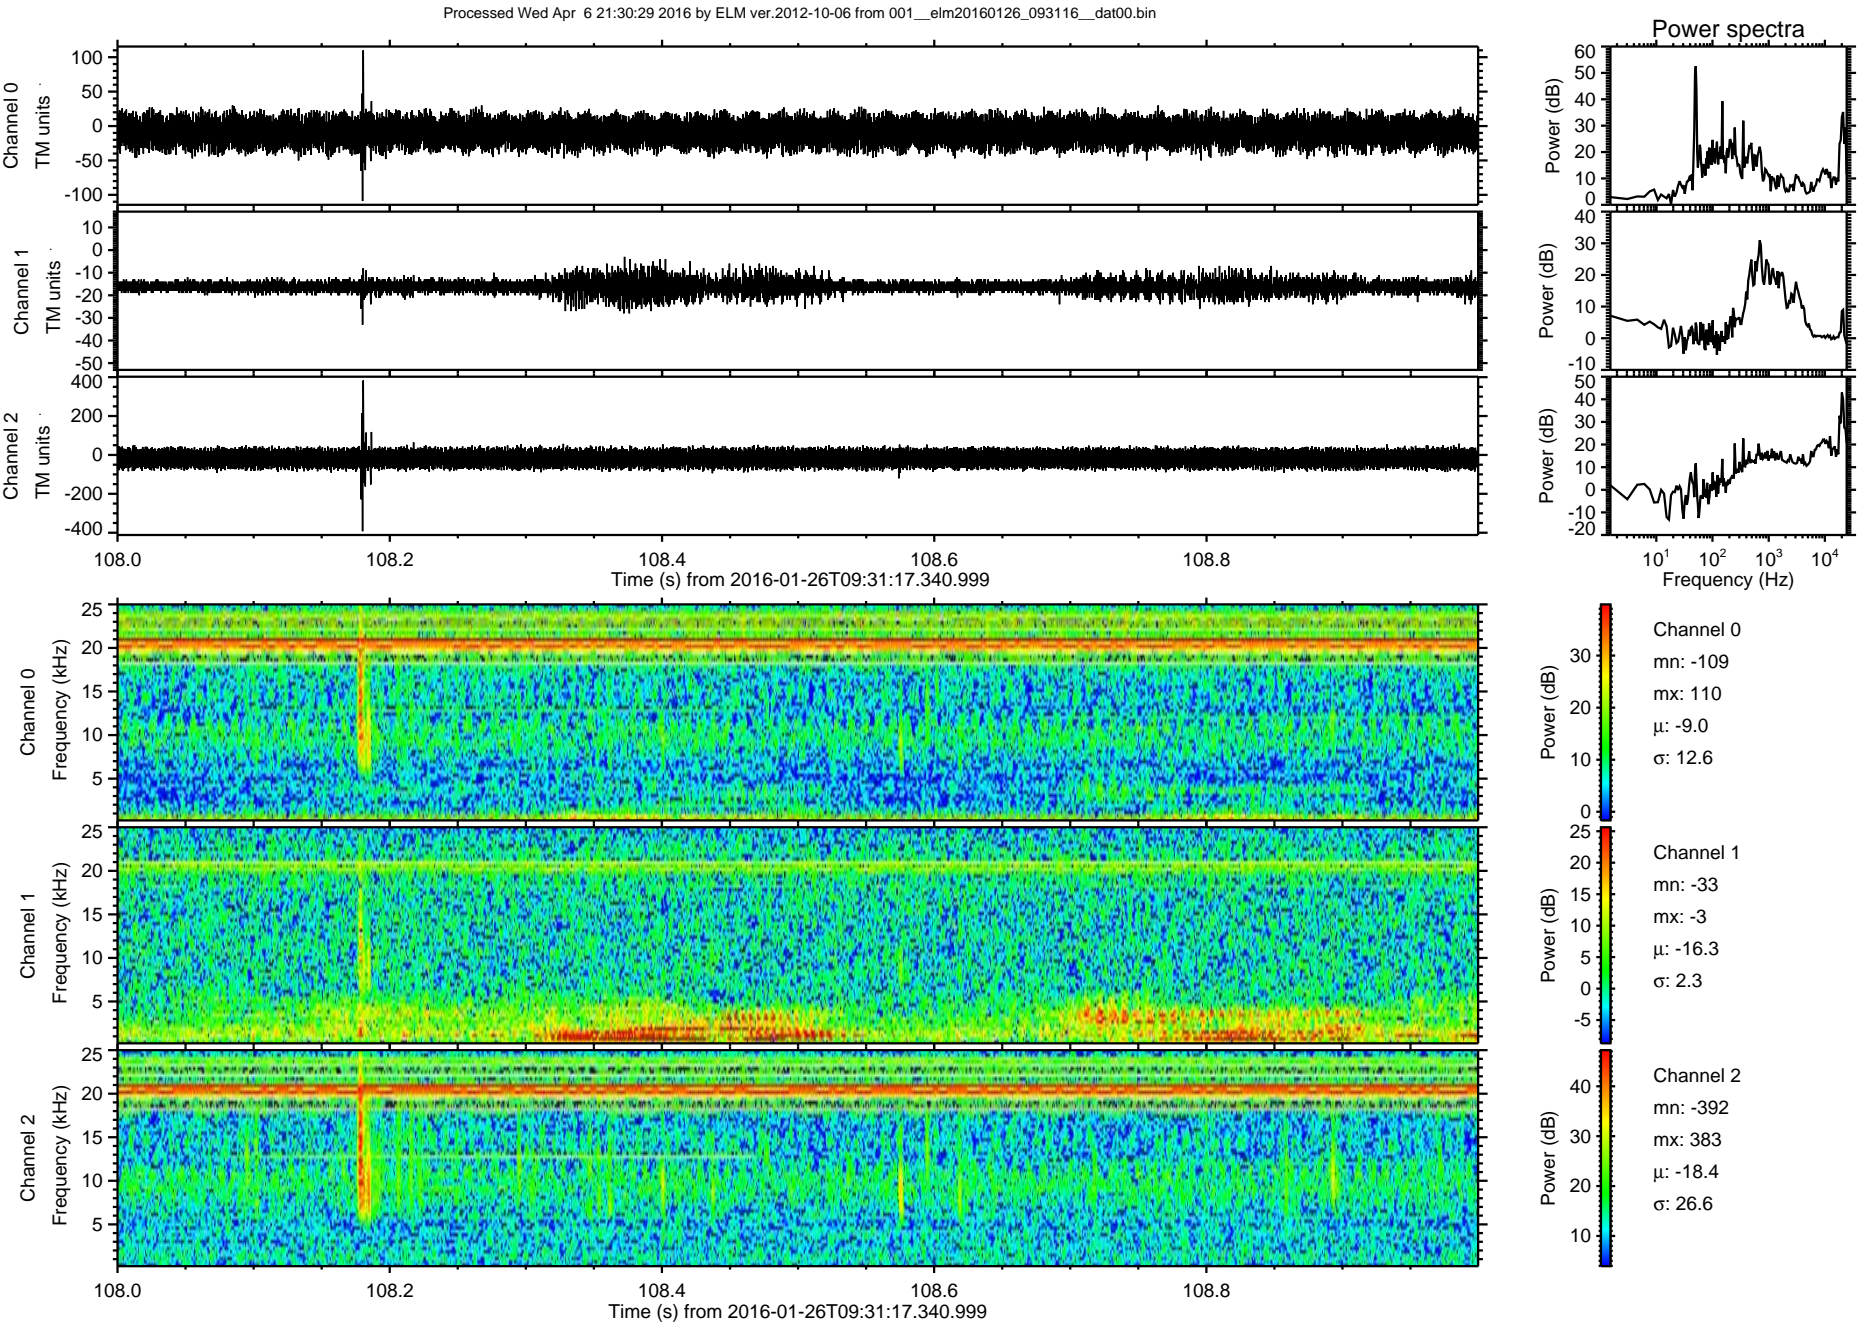 Processed Wed Apr  6 21:30:29 2016 by ELM ver.2012-10-06 from 001__elm20160126_093116__dat00.bin
Power spectra
Channel 0
TM units
100
50
0
-50
-100
Power (dB)
60
50
40
30
20
10
0
Channel 1
TM units
10
0
-10
-20
-30
-40
-50
Power (dB)
40
30
20
10
0
-10
Channel 2
TM units
400
200
0
-200
-400
Power (dB)
50
40
30
20
10
0
-10
-20
108.0 108.2 108.4 108.6 108.8
Time (s) from 2016-01-26T09:31:17.340.999
10¹ 10² 10³ 10⁴
Frequency (Hz)
Channel 0
Frequency (kHz)
25
20
15
10
5
Power (dB)
30
20
10
0
Channel 0
mn: -109
mx: 110
μ: -9.0
σ: 12.6
Channel 1
Frequency (kHz)
25
20
15
10
5
Power (dB)
25
20
15
10
5
0
-5
Channel 1
mn: -33
mx: -3
μ: -16.3
σ: 2.3
Channel 2
Frequency (kHz)
25
20
15
10
5
Power (dB)
40
30
20
10
Channel 2
mn: -392
mx: 383
μ: -18.4
σ: 26.6
108.0 108.2 108.4 108.6 108.8
Time (s) from 2016-01-26T09:31:17.340.999